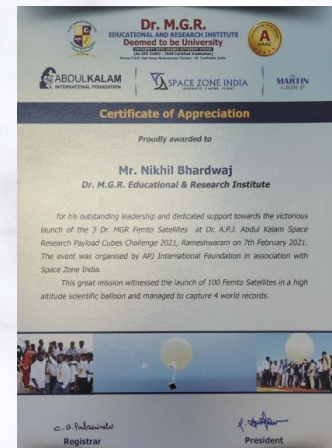 Dr. M.G.R.
EDUCATIONAL AND RESEARCH INSTITUTE
Deemed to be University
A
NAAC
ABDULKALAM
INTERNATIONAL FOUNDATION
SPACE ZONE INDIA
MARTIN
GROUP
Certificate of Appreciation
Proudly awarded to
Mr. Nikhil Bhardwaj
Dr. M.G.R. Educational & Research Institute
for his outstanding leadership and dedicated support towards the victorious
launch of the 3 Dr. MGR Femto Satellites at Dr. A.P.J. Abdul Kalam Space
Research Payload Cubes Challenge 2021, Rameshwaram on 7th February 2021.
The event was organised by APJ International Foundation in association with
Space Zone India.
This great mission witnessed the launch of 100 Femto Satellites in a high
altitude scientific balloon and managed to capture 4 world records.
Registrar
President